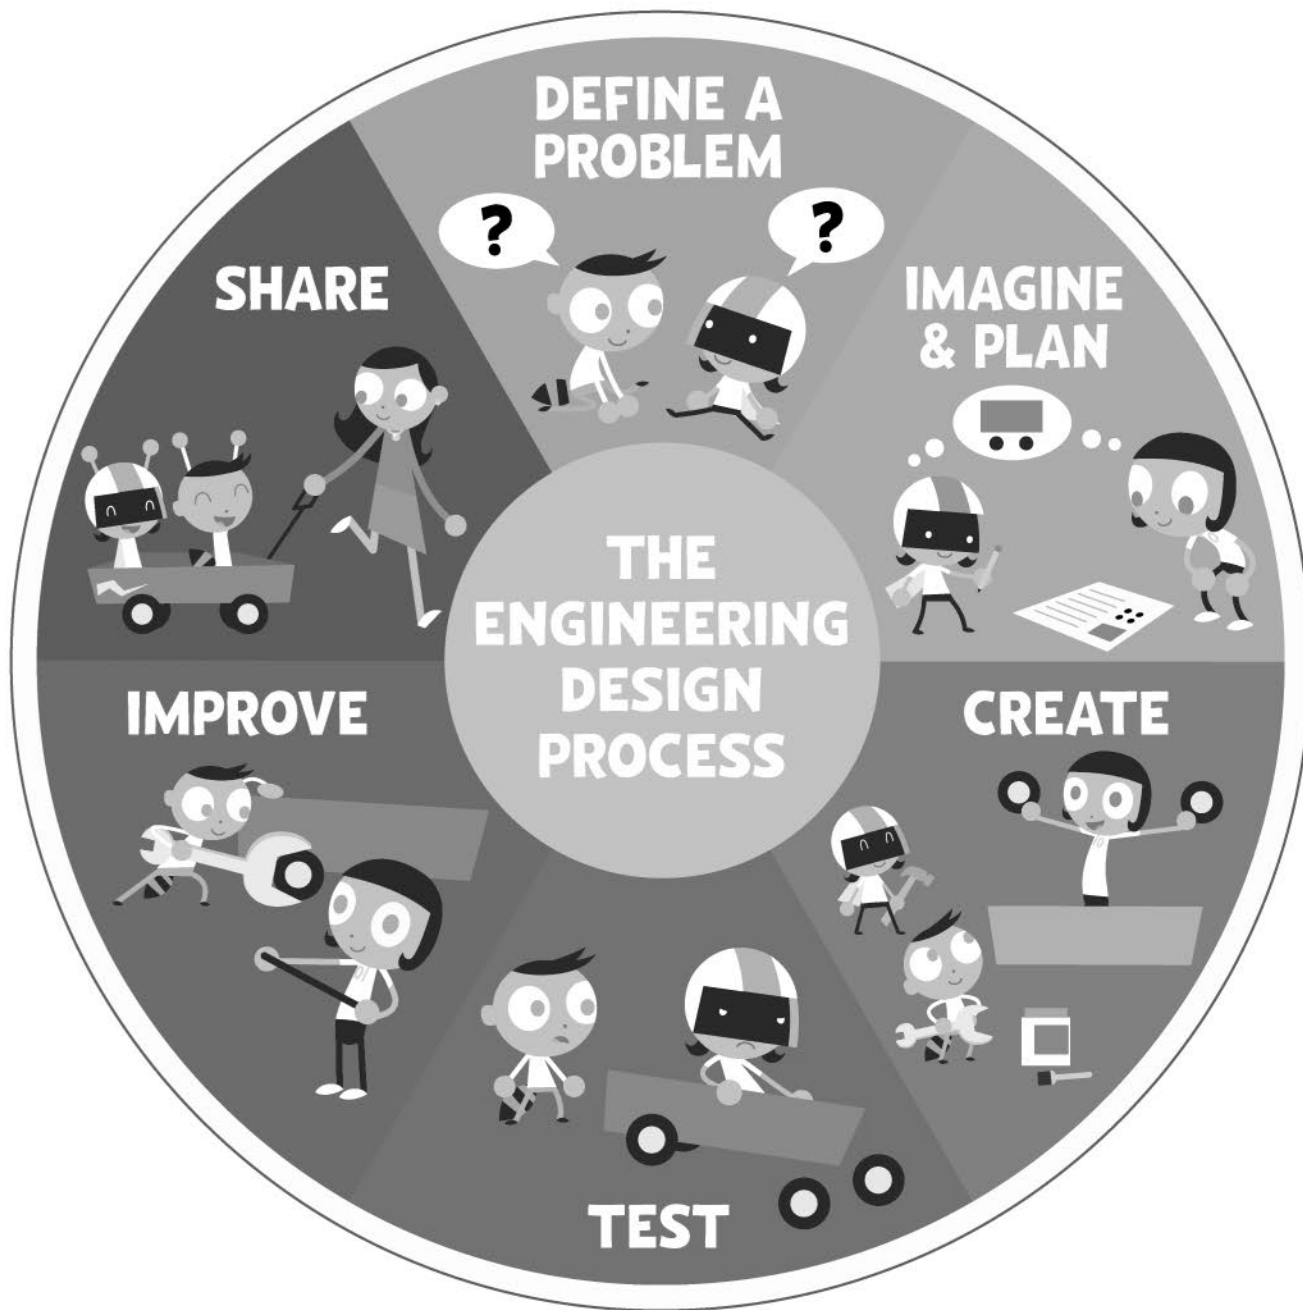 DEFINE A
PROBLEM
?
?
IMAGINE
& PLAN
CREATE
TEST
IMPROVE
SHARE
THE
ENGINEERING
DESIGN
PROCESS